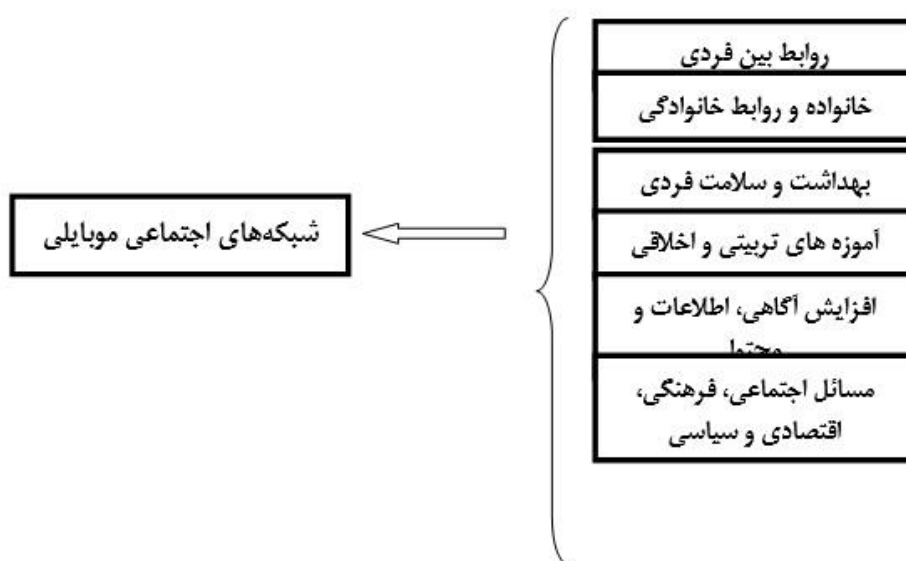 روابط بین فردی
خانواده و روابط خانوادگی
بهداشت و سلامت فردی
آموزه های تربیتی و اخلاقی
افزایش آگاهی، اطلاعات و
مسائل اجتماعی، فرهنگی،
اقتصادی و سیاسی
شبکه‌های اجتماعی موبایلی